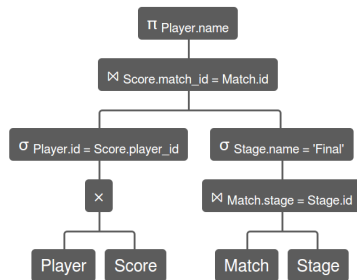 π Player.name
⋈ Score.match_id = Match.id
σ Player.id = Score.player_id
σ Stage.name = 'Final'
×
⋈ Match.stage = Stage.id
Player
Score
Match
Stage